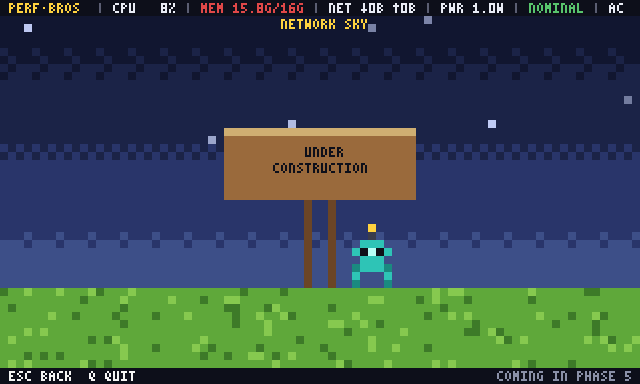 PERF·BROS | CPU 8% | MEM 15.8G/16G | NET ↓0B ↑0B | PWR 1.0W | NOMINAL | AC
NETWORK SKY
UNDER
CONSTRUCTION
ESC BACK Q QUIT
COMING IN PHASE 5